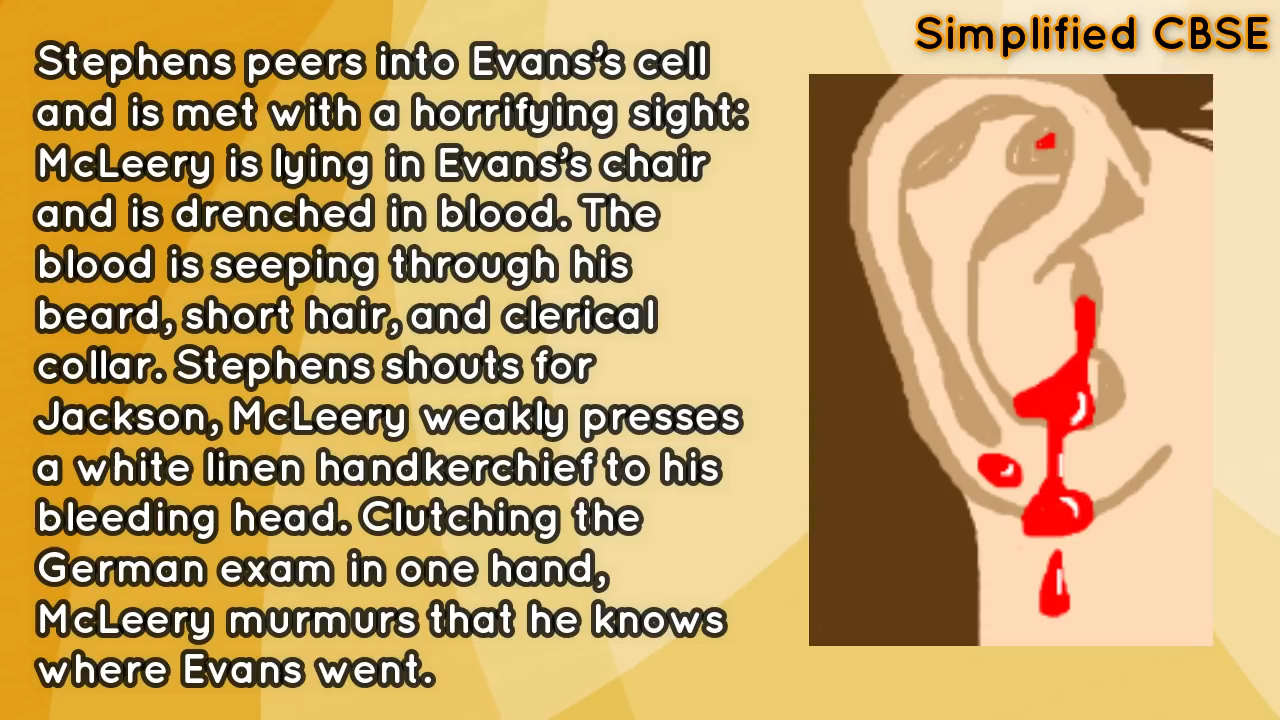 Simplified CBSE
Stephens peers into Evans’s cell
and is met with a horrifying sight:
McLeery is lying in Evans’s chair
and is drenched in blood. The
blood is seeping through his
beard, short hair, and clerical
collar. Stephens shouts for
Jackson, McLeery weakly presses
a white linen handkerchief to his
bleeding head. Clutching the
German exam in one hand,
McLeery murmurs that he knows
where Evans went.